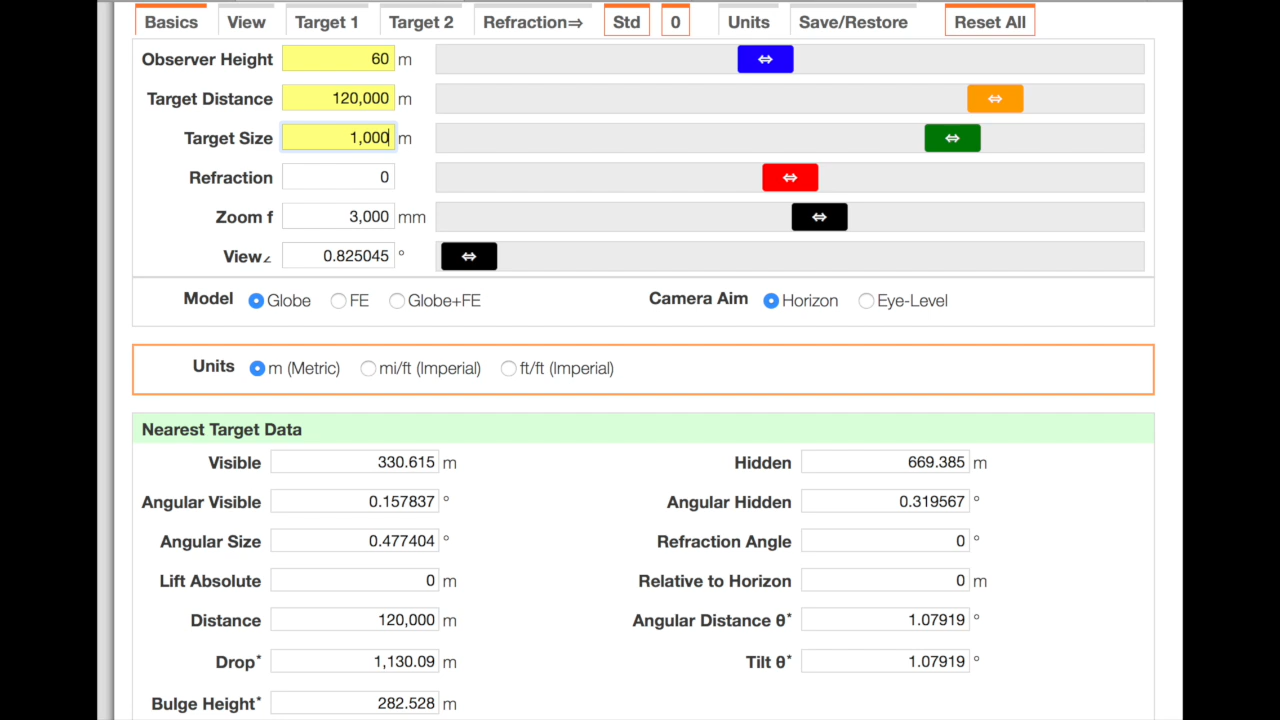 Basics View Target 1 Target 2 Refraction⇒ Std 0 Units Save/Restore Reset All
Observer Height 60 m
Target Distance 120,000 m
Target Size 1,000 m
Refraction 0
Zoom f 3,000 mm
View∠ 0.825045 °
Model Globe FE Globe+FE Camera Aim Horizon Eye-Level
Units m (Metric) mi/ft (Imperial) ft/ft (Imperial)
Nearest Target Data
Visible 330.615 m Hidden 669.385 m
Angular Visible 0.157837 ° Angular Hidden 0.319567 °
Angular Size 0.477404 ° Refraction Angle 0 °
Lift Absolute 0 m Relative to Horizon 0 m
Distance 120,000 m Angular Distance θ* 1.07919 °
Drop* 1,130.09 m Tilt θ* 1.07919 °
Bulge Height* 282.528 m